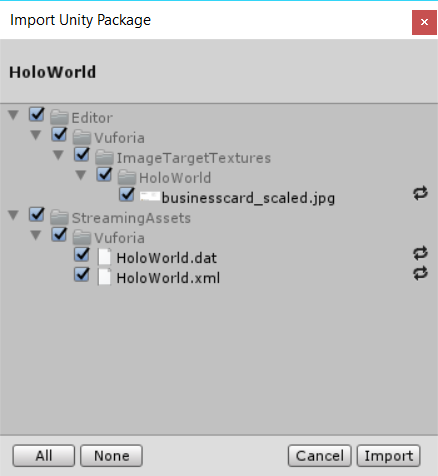 Import Unity Package
HoloWorld
Editor
Vuforia
ImageTargetTextures
HoloWorld
businesscard_scaled.jpg
StreamingAssets
Vuforia
HoloWorld.dat
HoloWorld.xml
All None Cancel Import